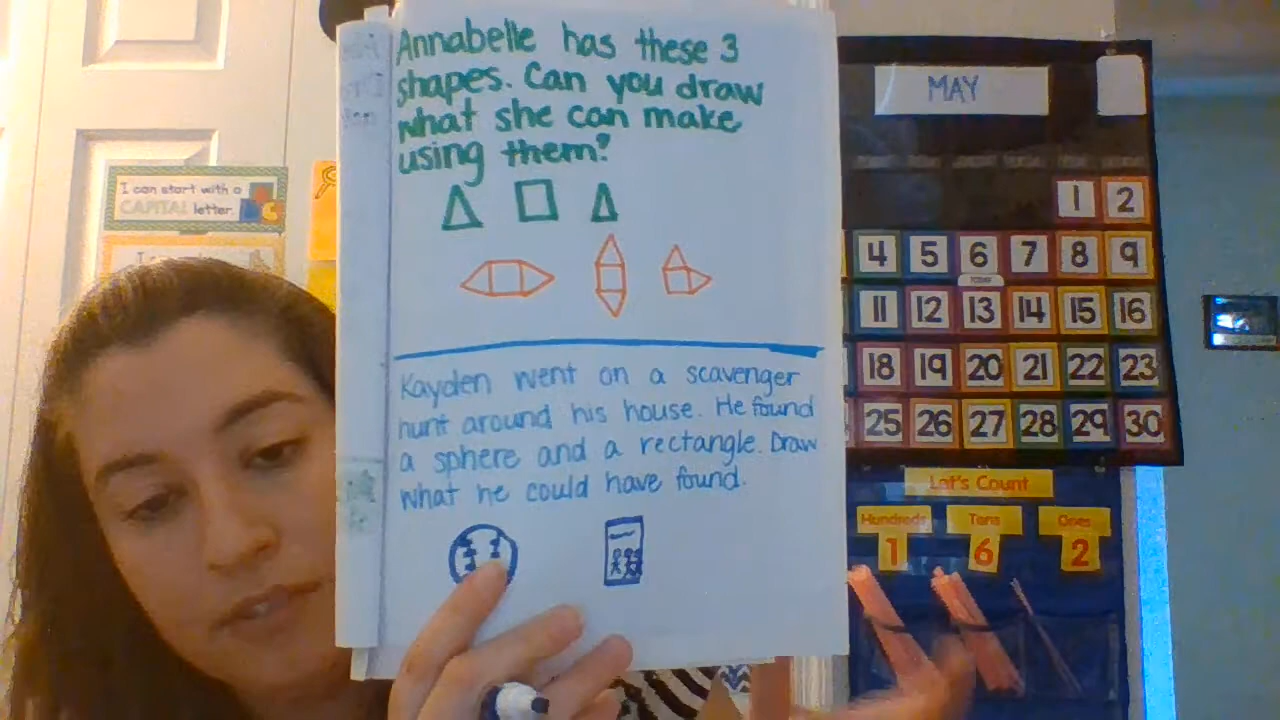 Annabelle has these 3
shapes. Can you draw
what she can make
using them?
Kayden went on a scavenger
hunt around his house. He found
a sphere and a rectangle. Draw
what he could have found.
I can start with a
CAPITAL letter.
MAY
1 2
4 5 6 7 8 9
TODAY
11 12 13 14 15 16
18 19 20 21 22 23
25 26 27 28 29 30
Let's Count
Hundreds Tens Ones
1 6 2